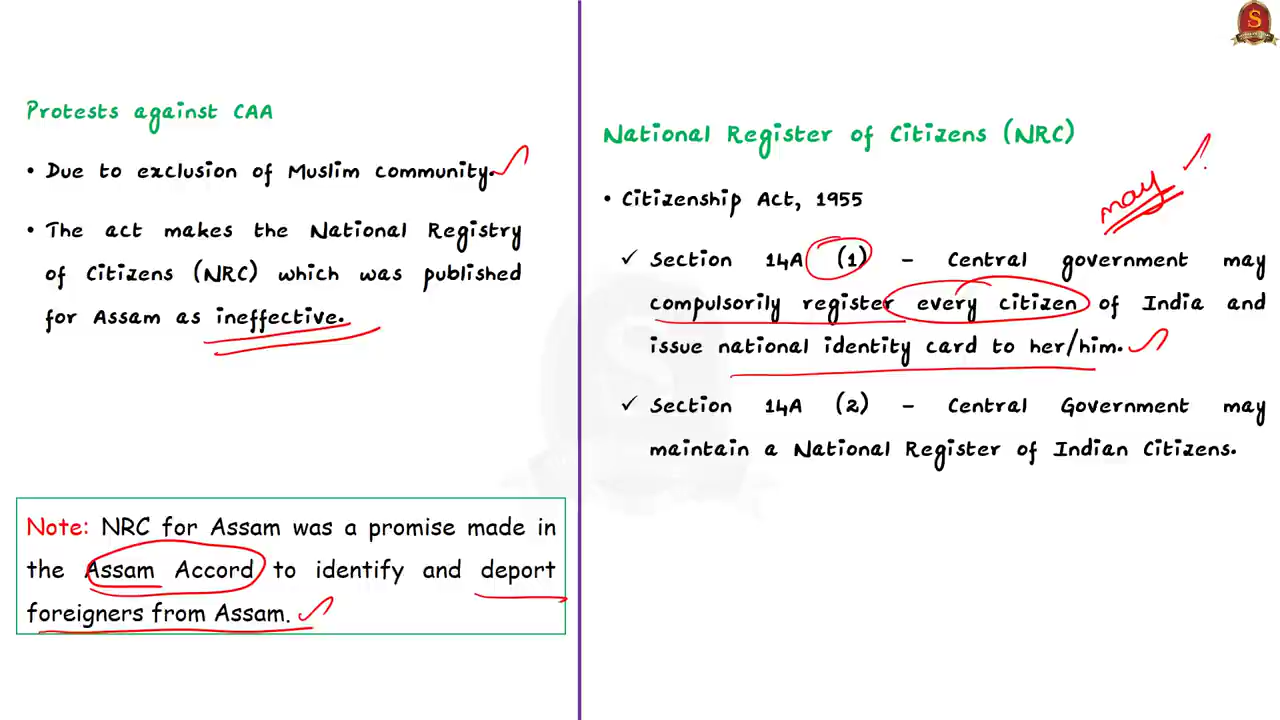 Protests against CAA
• Due to exclusion of Muslim community.
• The act makes the National Registry
of Citizens (NRC) which was published
for Assam as ineffective.
Note: NRC for Assam was a promise made in
the Assam Accord to identify and deport
foreigners from Assam.
National Register of Citizens (NRC)
may
• Citizenship Act, 1955
✓ Section 14A (1) – Central government may
compulsorily register every citizen of India and
issue national identity card to her/him.
✓ Section 14A (2) – Central Government may
maintain a National Register of Indian Citizens.
S